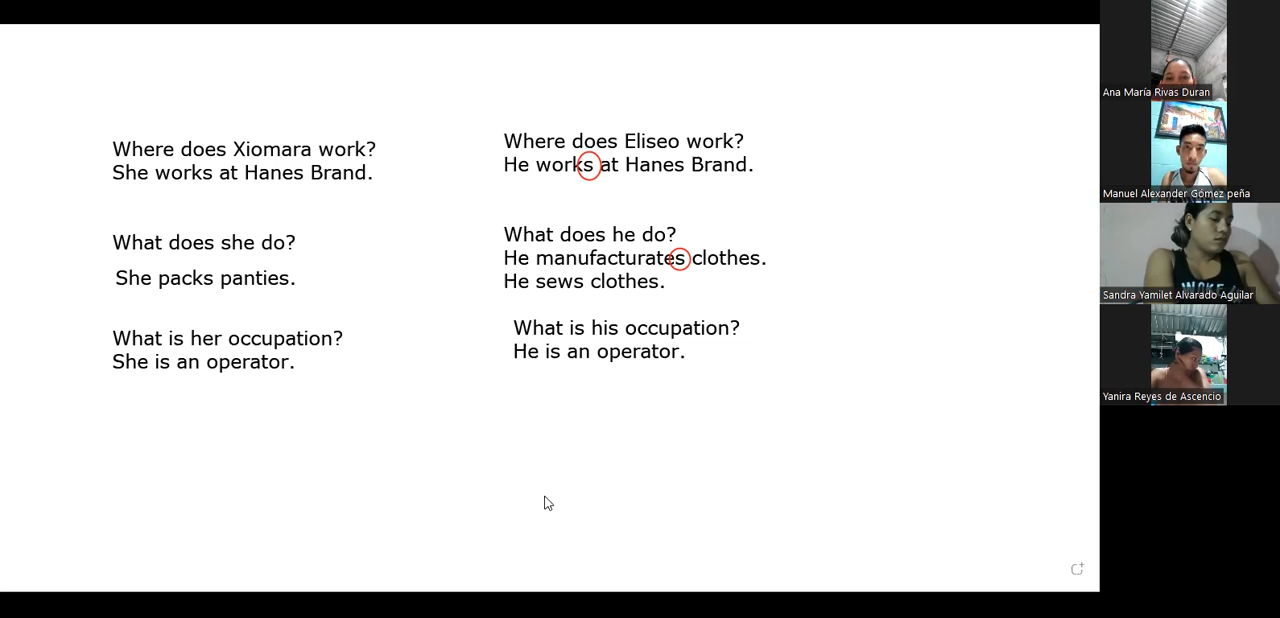 Where does Xiomara work?
She works at Hanes Brand.
What does she do?
She packs panties.
What is her occupation?
She is an operator.
Where does Eliseo work?
He works at Hanes Brand.
What does he do?
He manufacturates clothes.
He sews clothes.
What is his occupation?
He is an operator.
Ana María Rivas Duran
Manuel Alexander Gómez peña
Sandra Yamilet Alvarado Aguilar
Yanira Reyes de Ascencio